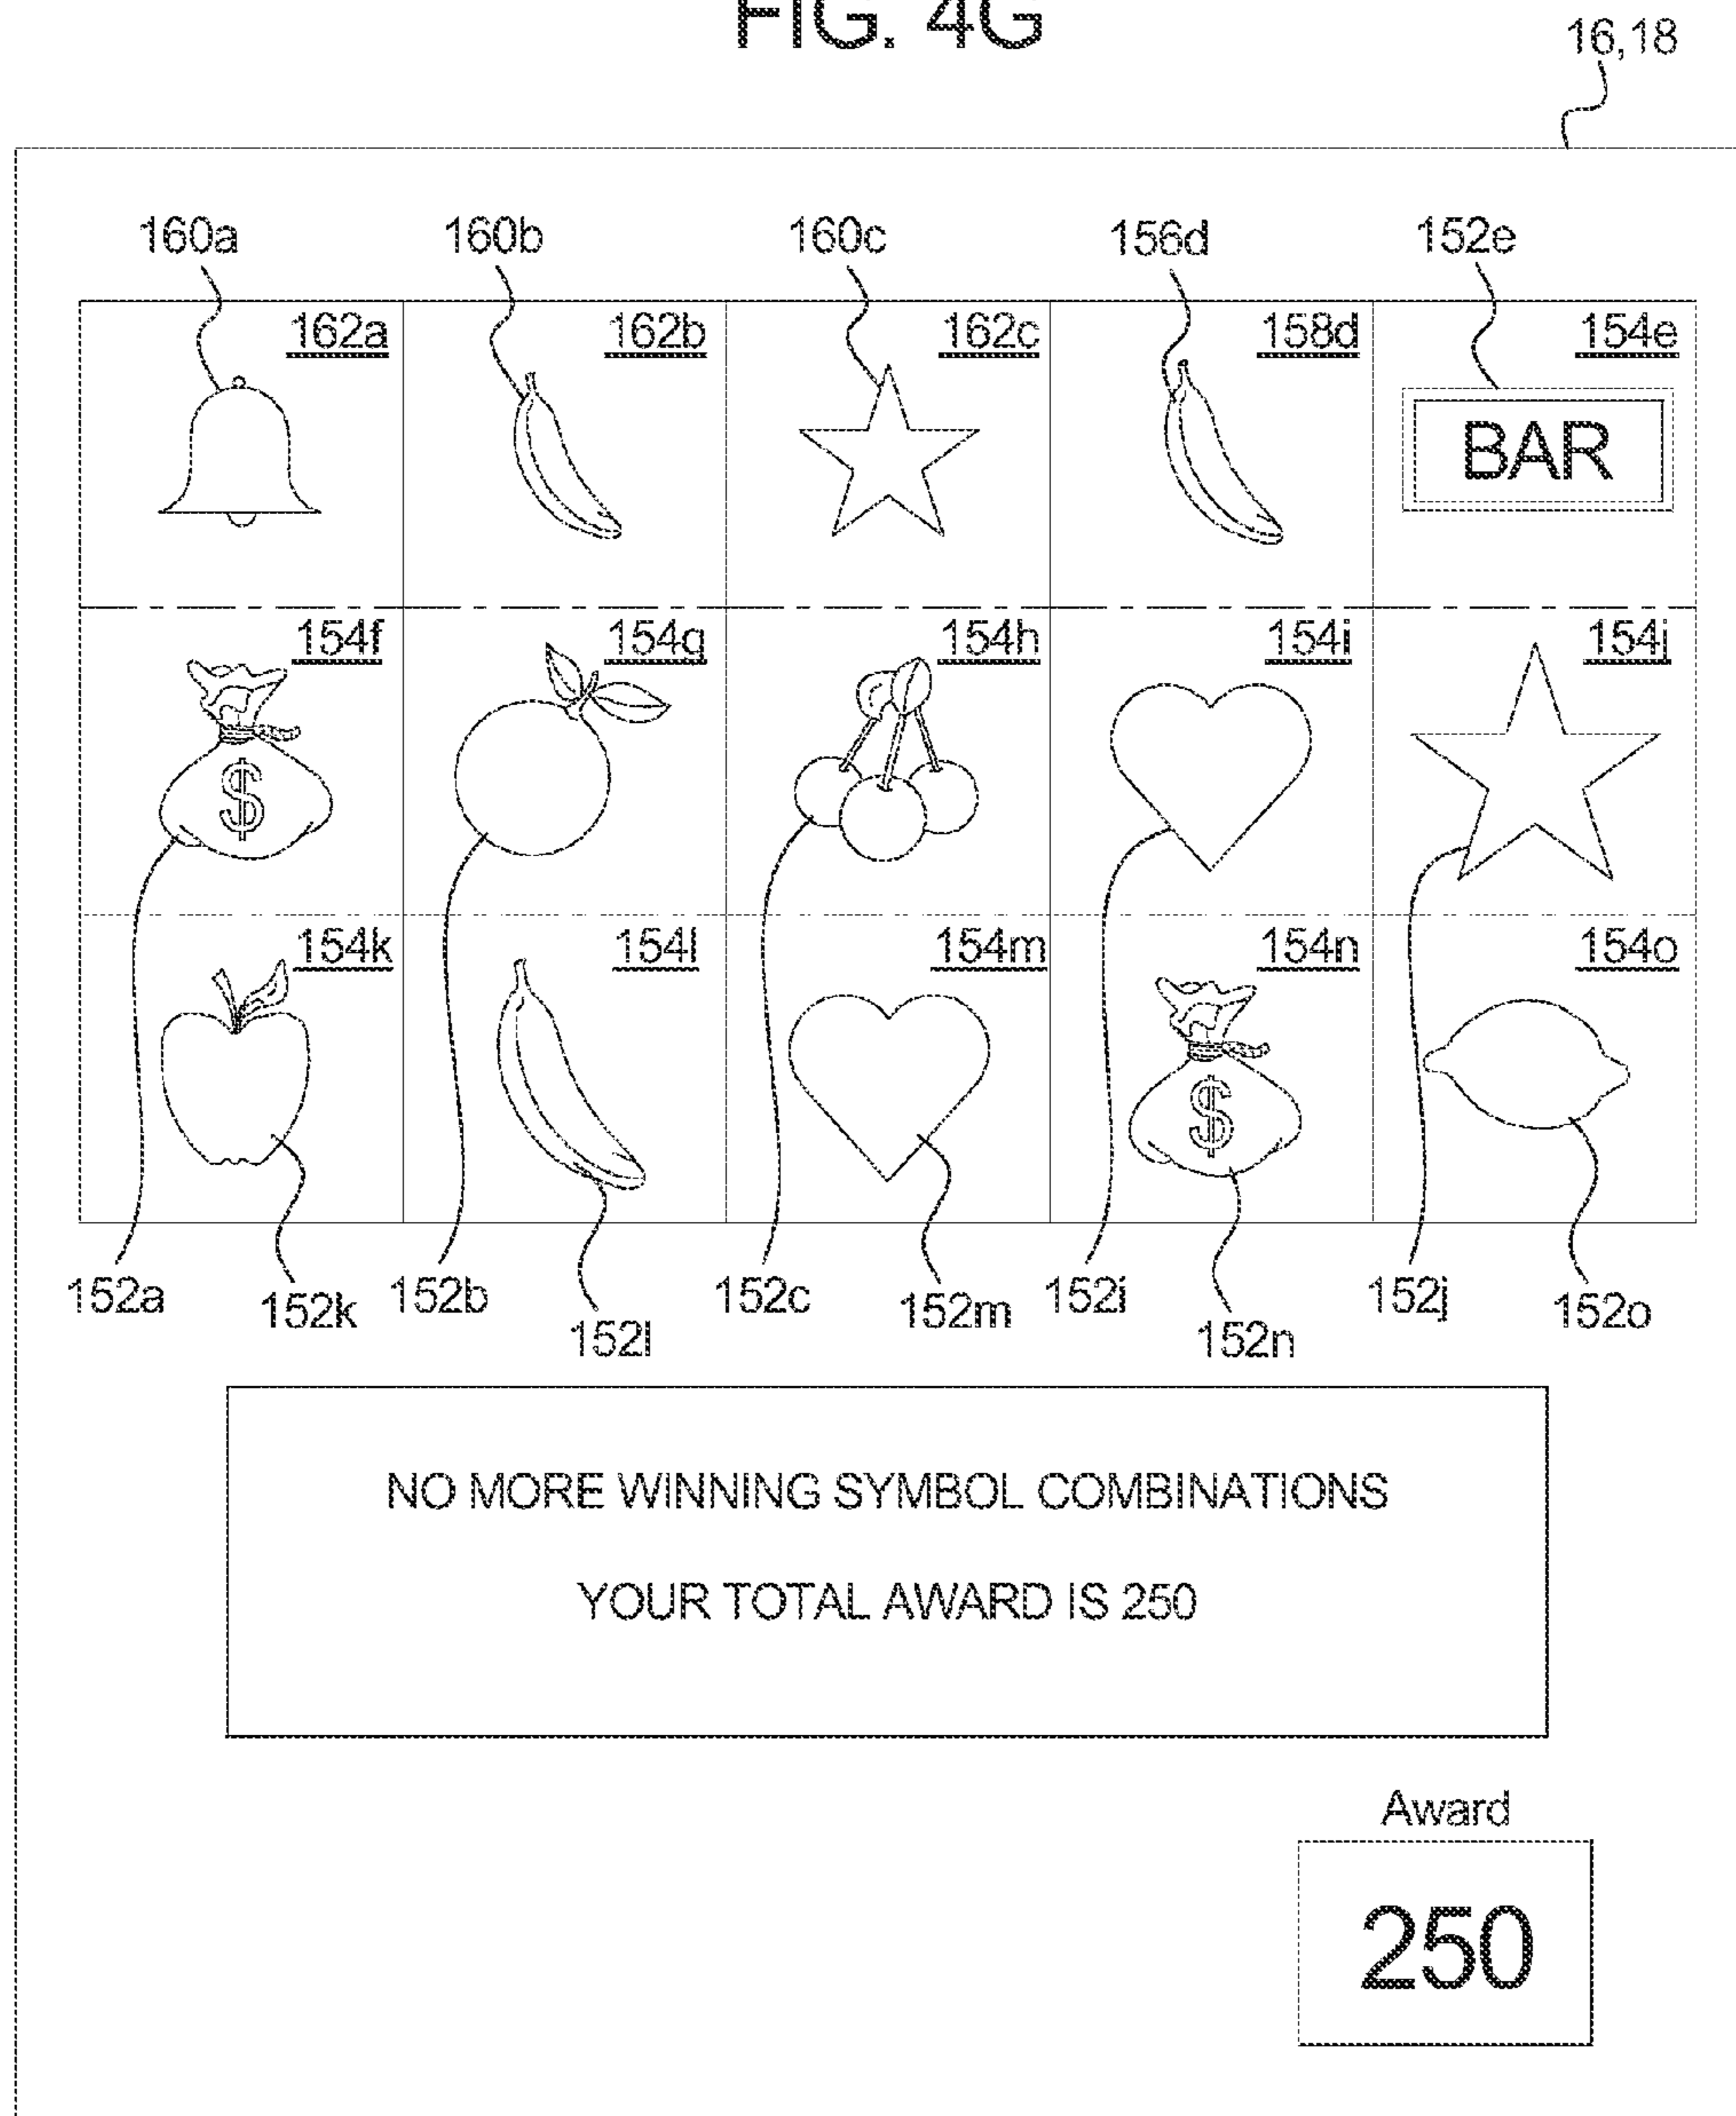 FIG. 4G
16,18
160a 160b 160c 156d 152e
162a 162b 162c 158d 154e
BAR
154f 154g 154h 154i 154j
$
154k 154l 154m 154n 154o
$
152a 152k 152b 152l 152c 152m 152i 152n 152j 152o
NO MORE WINNING SYMBOL COMBINATIONS
YOUR TOTAL AWARD IS 250
Award
250